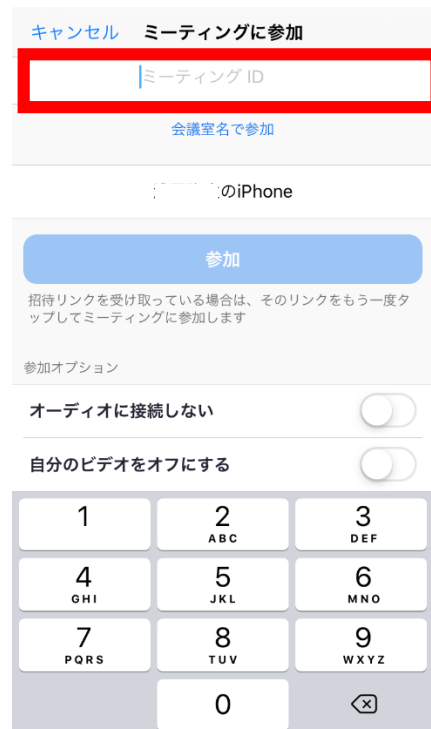 キャンセル ミーティングに参加
ミーティング ID
会議室名で参加
のiPhone
参加
招待リンクを受け取っている場合は、そのリンクをもう一度タ
ップしてミーティングに参加します
参加オプション
オーディオに接続しない
自分のビデオをオフにする
1 2 3
ABC DEF
4 5 6
GHI JKL MNO
7 8 9
PQRS TUV WXYZ
0